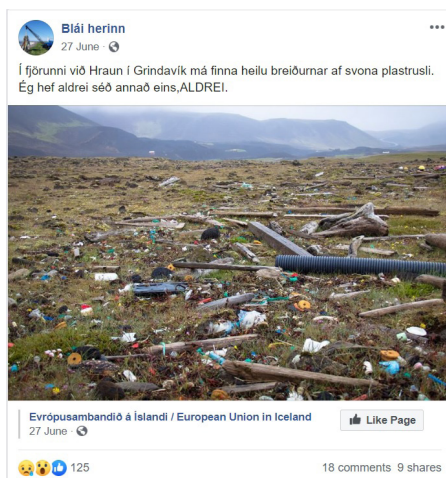 Blái herinn
27 June ·
Í fjörunni við Hraun í Grindavík má finna heilu breiðurnar af svona plastrusli.
Ég hef aldrei séð annað eins,ALDREI.
Evrópusambandið á Íslandi / European Union in Iceland
Like Page
27 June ·
125
18 comments 9 shares